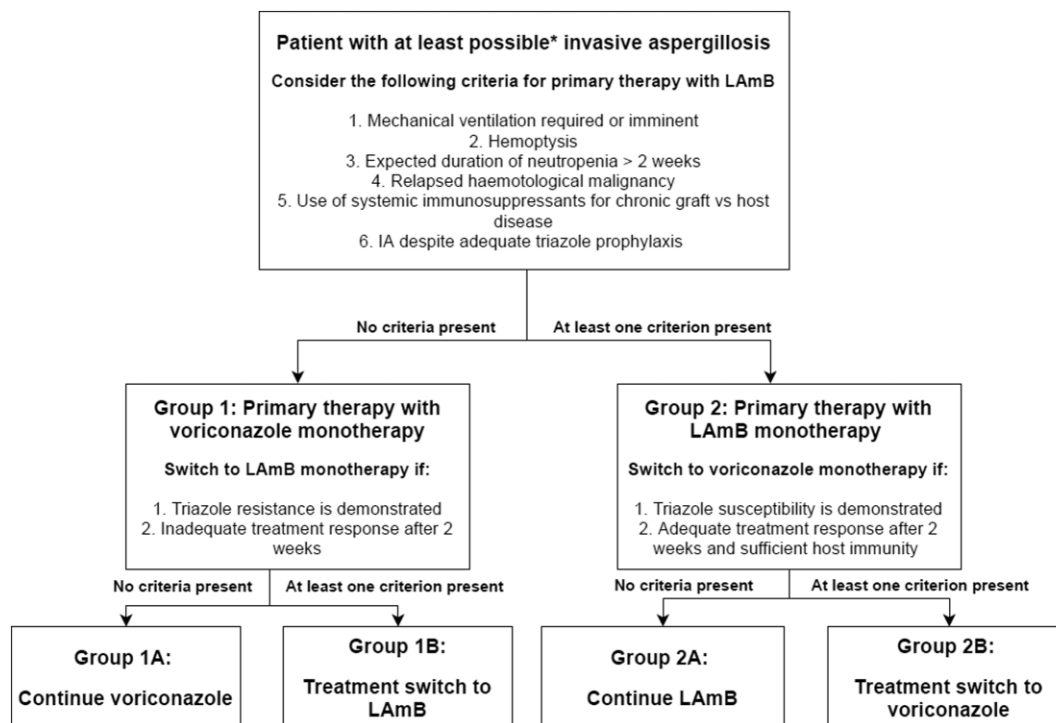 Patient with at least possible* invasive aspergillosis
Consider the following criteria for primary therapy with LAmB
1. Mechanical ventilation required or imminent
2. Hemoptysis
3. Expected duration of neutropenia > 2 weeks
4. Relapsed haemotological malignancy
5. Use of systemic immunosuppressants for chronic graft vs host
disease
6. IA despite adequate triazole prophylaxis
No criteria present
At least one criterion present
Group 1: Primary therapy with
voriconazole monotherapy
Switch to LAmB monotherapy if:
1. Triazole resistance is demonstrated
2. Inadequate treatment response after 2
weeks
Group 2: Primary therapy with
LAmB monotherapy
Switch to voriconazole monotherapy if:
1. Triazole susceptibility is demonstrated
2. Adequate treatment response after 2
weeks and sufficient host immunity
No criteria present
At least one criterion present
No criteria present
At least one criterion present
Group 1A:
Continue voriconazole
Group 1B:
Treatment switch to
LAmB
Group 2A:
Continue LAmB
Group 2B:
Treatment switch to
voriconazole